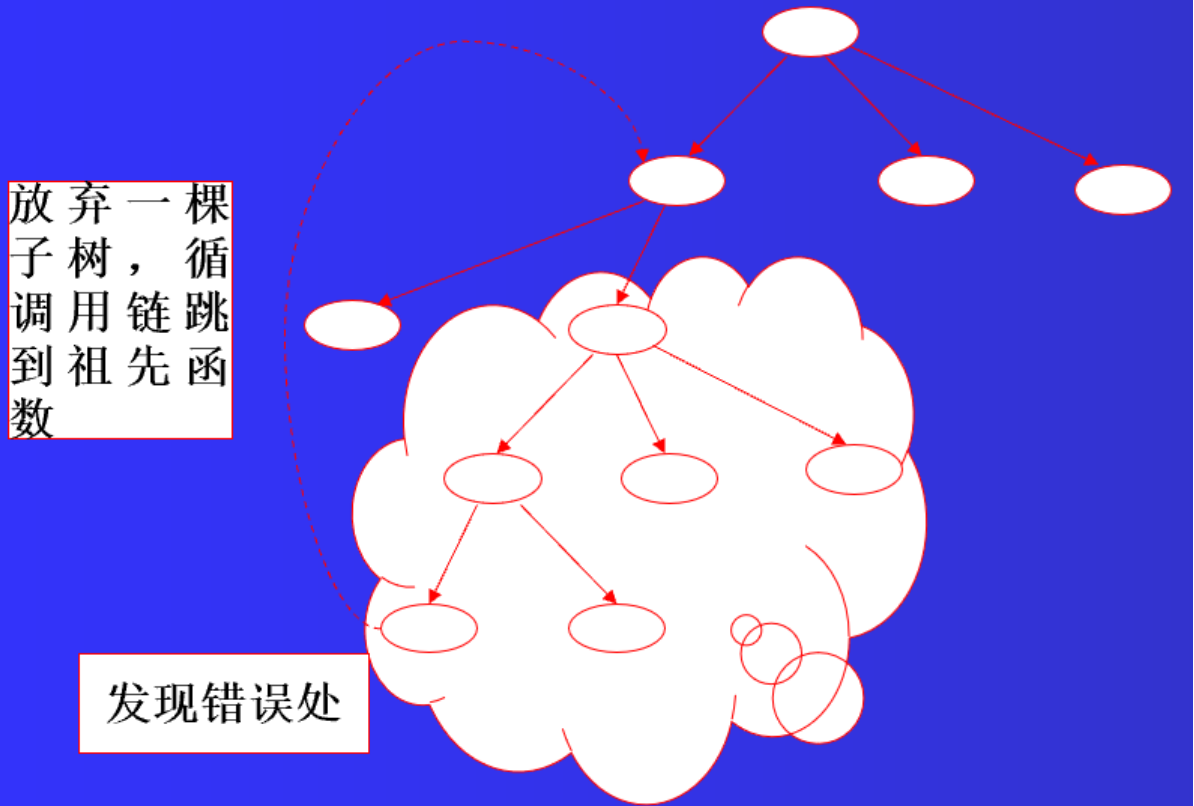 放弃一棵
子树，循
调用链跳
到祖先函
数
发现错误处